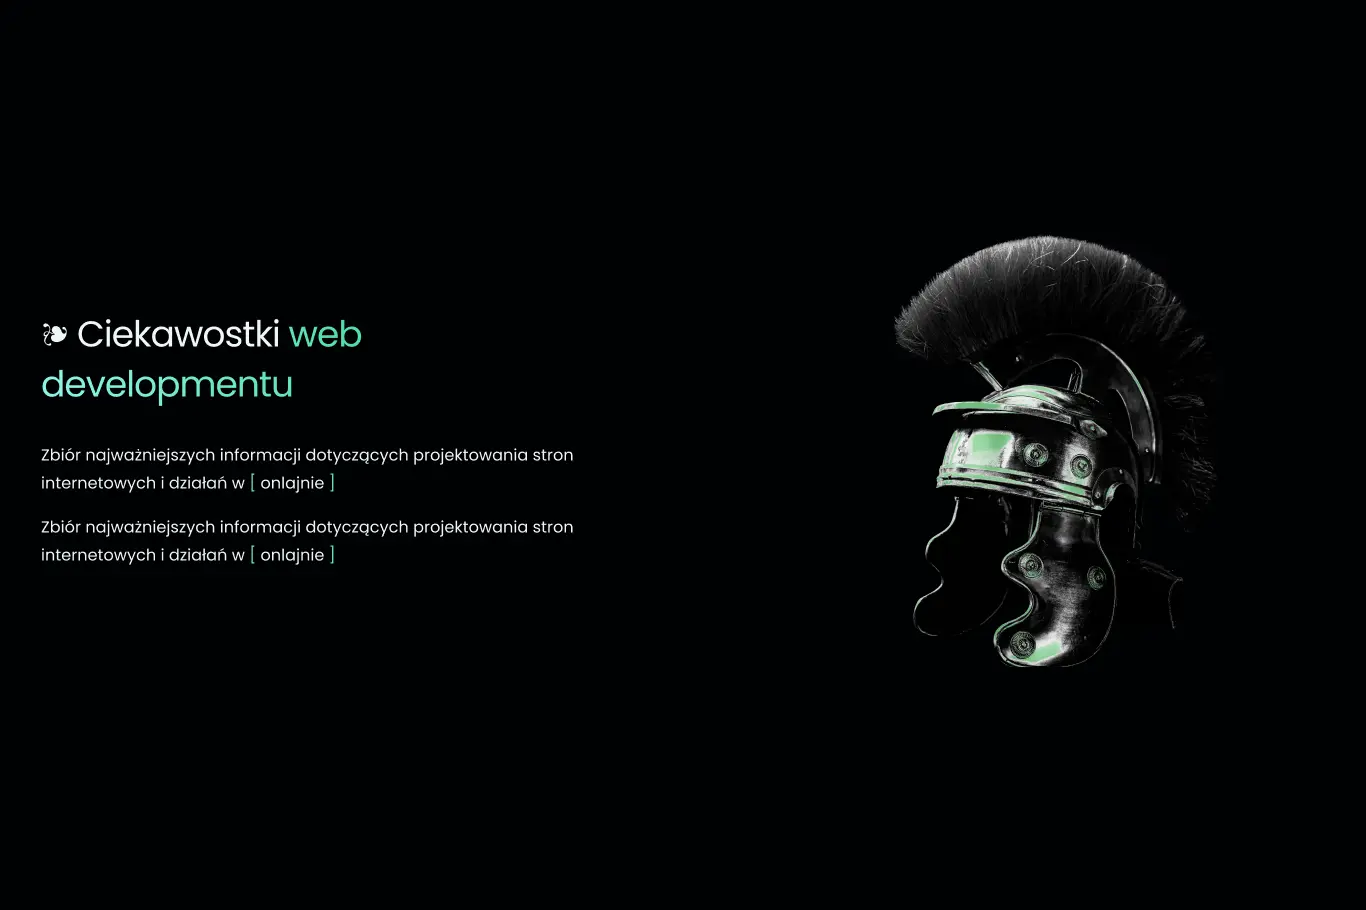 ❧ Ciekawostki web
developmentu
Zbiór najważniejszych informacji dotyczących projektowania stron
internetowych i działań w [ onlajnie ]
Zbiór najważniejszych informacji dotyczących projektowania stron
internetowych i działań w [ onlajnie ]